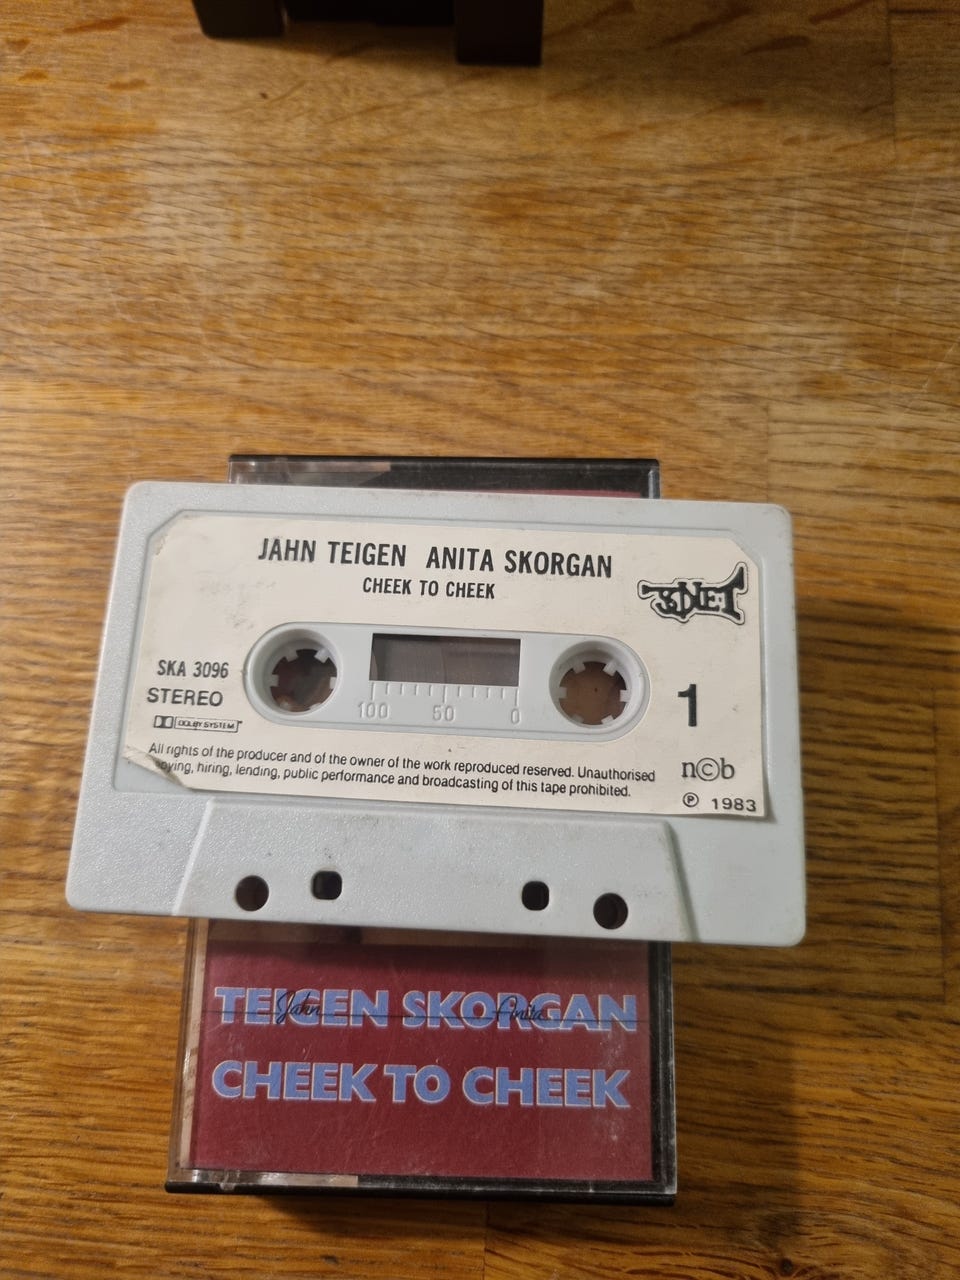 JAHN TEIGEN ANITA SKORGAN
CHEEK TO CHEEK
SKA 3096
STEREO
DOLBY SYSTEM
100 50 0
1
All rights of the producer and of the owner of the work reproduced reserved. Unauthorised
hiring, lending, public performance and broadcasting of this tape prohibited.
n©b
℗ 1983
TEIGEN SKORGAN
Jahn Anita
CHEEK TO CHEEK